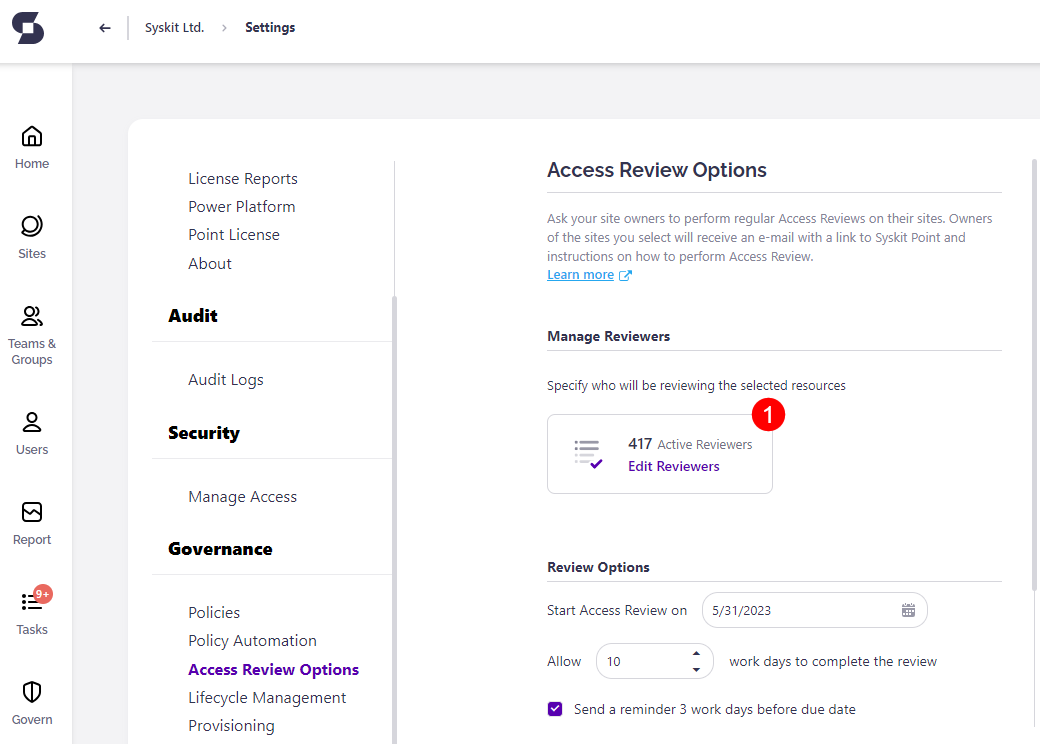 Syskit Ltd.
Settings
Home
Sites
Teams &
Groups
Users
Report
9+
Tasks
Govern
License Reports
Power Platform
Point License
About
Audit
Audit Logs
Security
Manage Access
Governance
Policies
Policy Automation
Access Review Options
Lifecycle Management
Provisioning
Access Review Options
Ask your site owners to perform regular Access Reviews on their sites. Owners
of the sites you select will receive an e-mail with a link to Syskit Point and
instructions on how to perform Access Review.
Learn more
Manage Reviewers
Specify who will be reviewing the selected resources
1
417 Active Reviewers
Edit Reviewers
Review Options
Start Access Review on 5/31/2023
Allow 10 work days to complete the review
Send a reminder 3 work days before due date